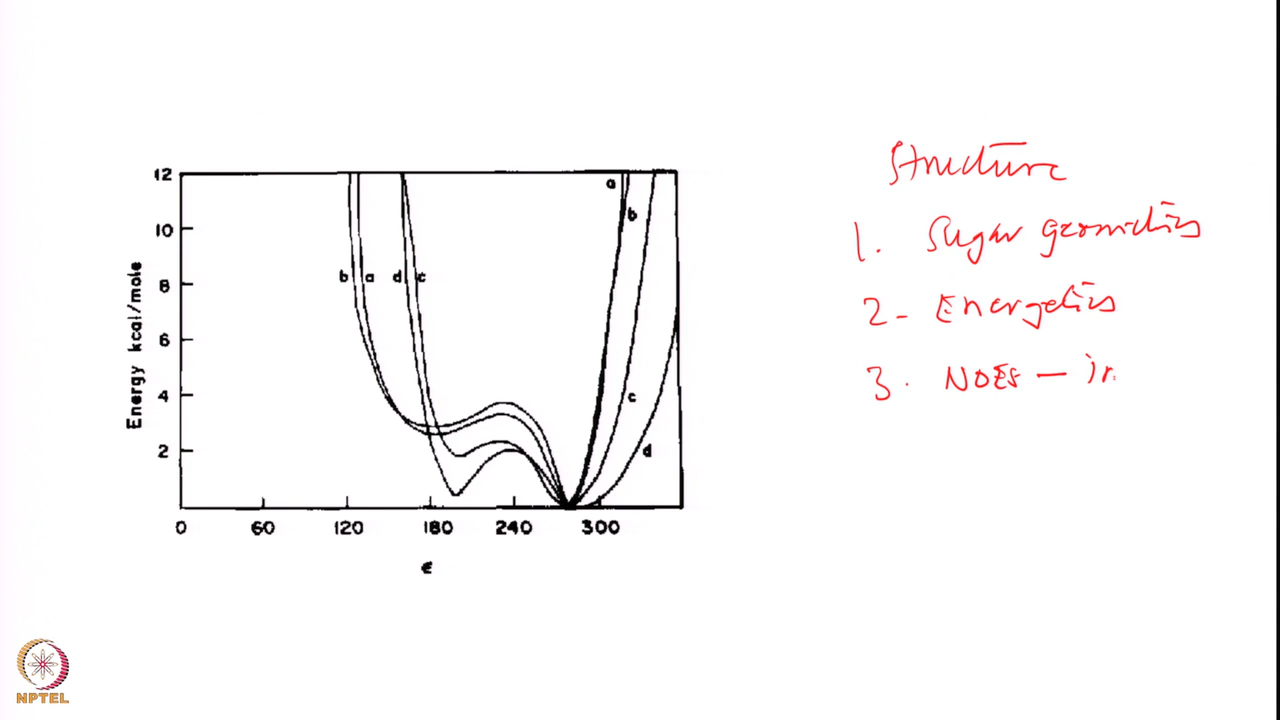 12
10
8
6
4
2
Energy kcal/mole
b a d c
a
b
c
d
0 60 120 180 240 300
ϵ
Structure
1. Sugar geometries
2- Energetics
3. NOEs — in
NPTEL